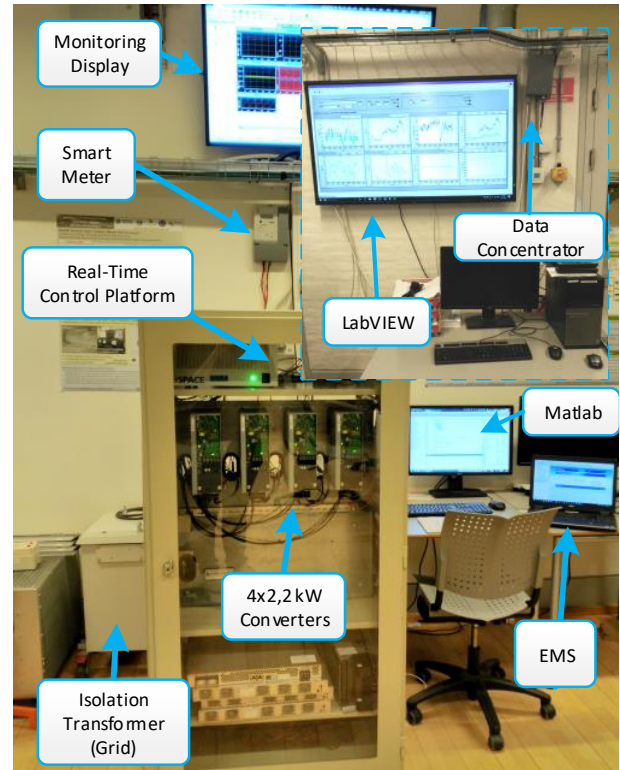 Monitoring
Display
Smart
Meter
Real-Time
Control Platform
Data
Concentrator
LabVIEW
SPACE
Matlab
4x2,2 kW
Converters
EMS
Isolation
Transformer
(Grid)